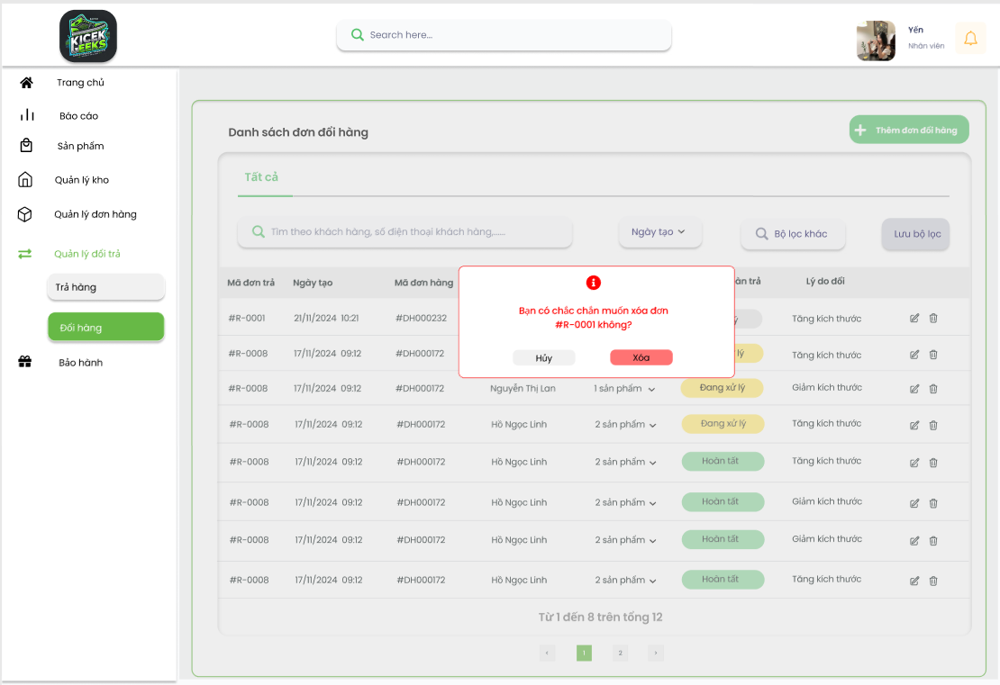 KICEK
GEEKS
Search here...
Yến
Nhân viên
Trang chủ
Báo cáo
Sản phẩm
Quản lý kho
Quản lý đơn hàng
Quản lý đổi trả
Trả hàng
Đổi hàng
Bảo hành
Danh sách đơn đổi hàng
Thêm đơn đổi hàng
Tất cả
Tìm theo khách hàng, số điện thoại khách hàng,......
Ngày tạo
Bộ lọc khác
Lưu bộ lọc
Mã đơn trả Ngày tạo Mã đơn hàng àn trả Lý do đổi
Bạn có chắc chắn muốn xóa đơn
#R-0001 không?
Hủy Xóa
#R-0001 21/11/2024 10:21 #DH000232 ý Tăng kích thước
#R-0008 17/11/2024 09:12 #DH000172 lý Tăng kích thước
#R-0008 17/11/2024 09:12 #DH000172 Nguyễn Thị Lan 1 sản phẩm Đang xử lý Giảm kích thước
#R-0008 17/11/2024 09:12 #DH000172 Hồ Ngọc Linh 2 sản phẩm Đang xử lý Tăng kích thước
#R-0008 17/11/2024 09:12 #DH000172 Hồ Ngọc Linh 2 sản phẩm Hoàn tất Tăng kích thước
#R-0008 17/11/2024 09:12 #DH000172 Hồ Ngọc Linh 2 sản phẩm Hoàn tất Giảm kích thước
#R-0008 17/11/2024 09:12 #DH000172 Hồ Ngọc Linh 2 sản phẩm Hoàn tất Giảm kích thước
#R-0008 17/11/2024 09:12 #DH000172 Hồ Ngọc Linh 2 sản phẩm Hoàn tất Tăng kích thước
Từ 1 đến 8 trên tổng 12
‹ 1 2 ›